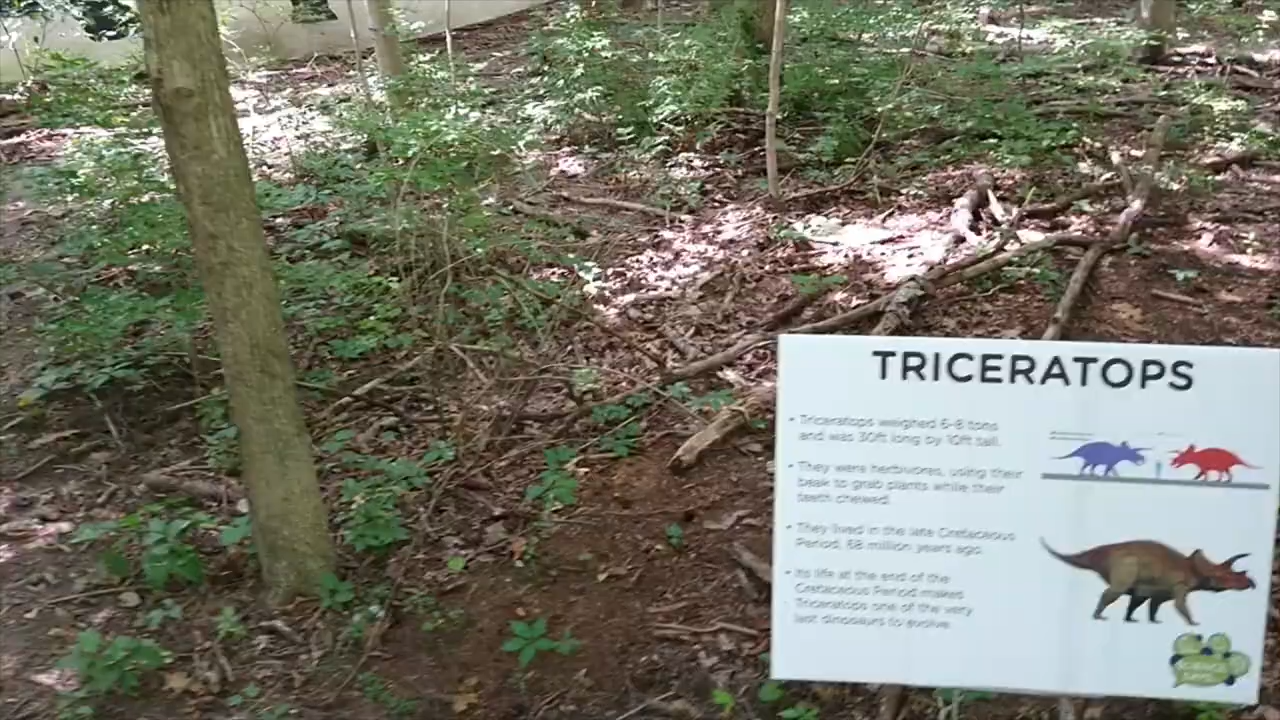 TRICERATOPS
• Triceratops weighed 6-8 tons
and was 30ft long by 10ft tall.
• They were herbivores, using their
beak to grab plants while their
teeth chewed.
• They lived in the late Cretaceous
Period, 68 million years ago.
• Its life at the end of the
Cretaceous Period makes
Triceratops one of the very
last dinosaurs to evolve.